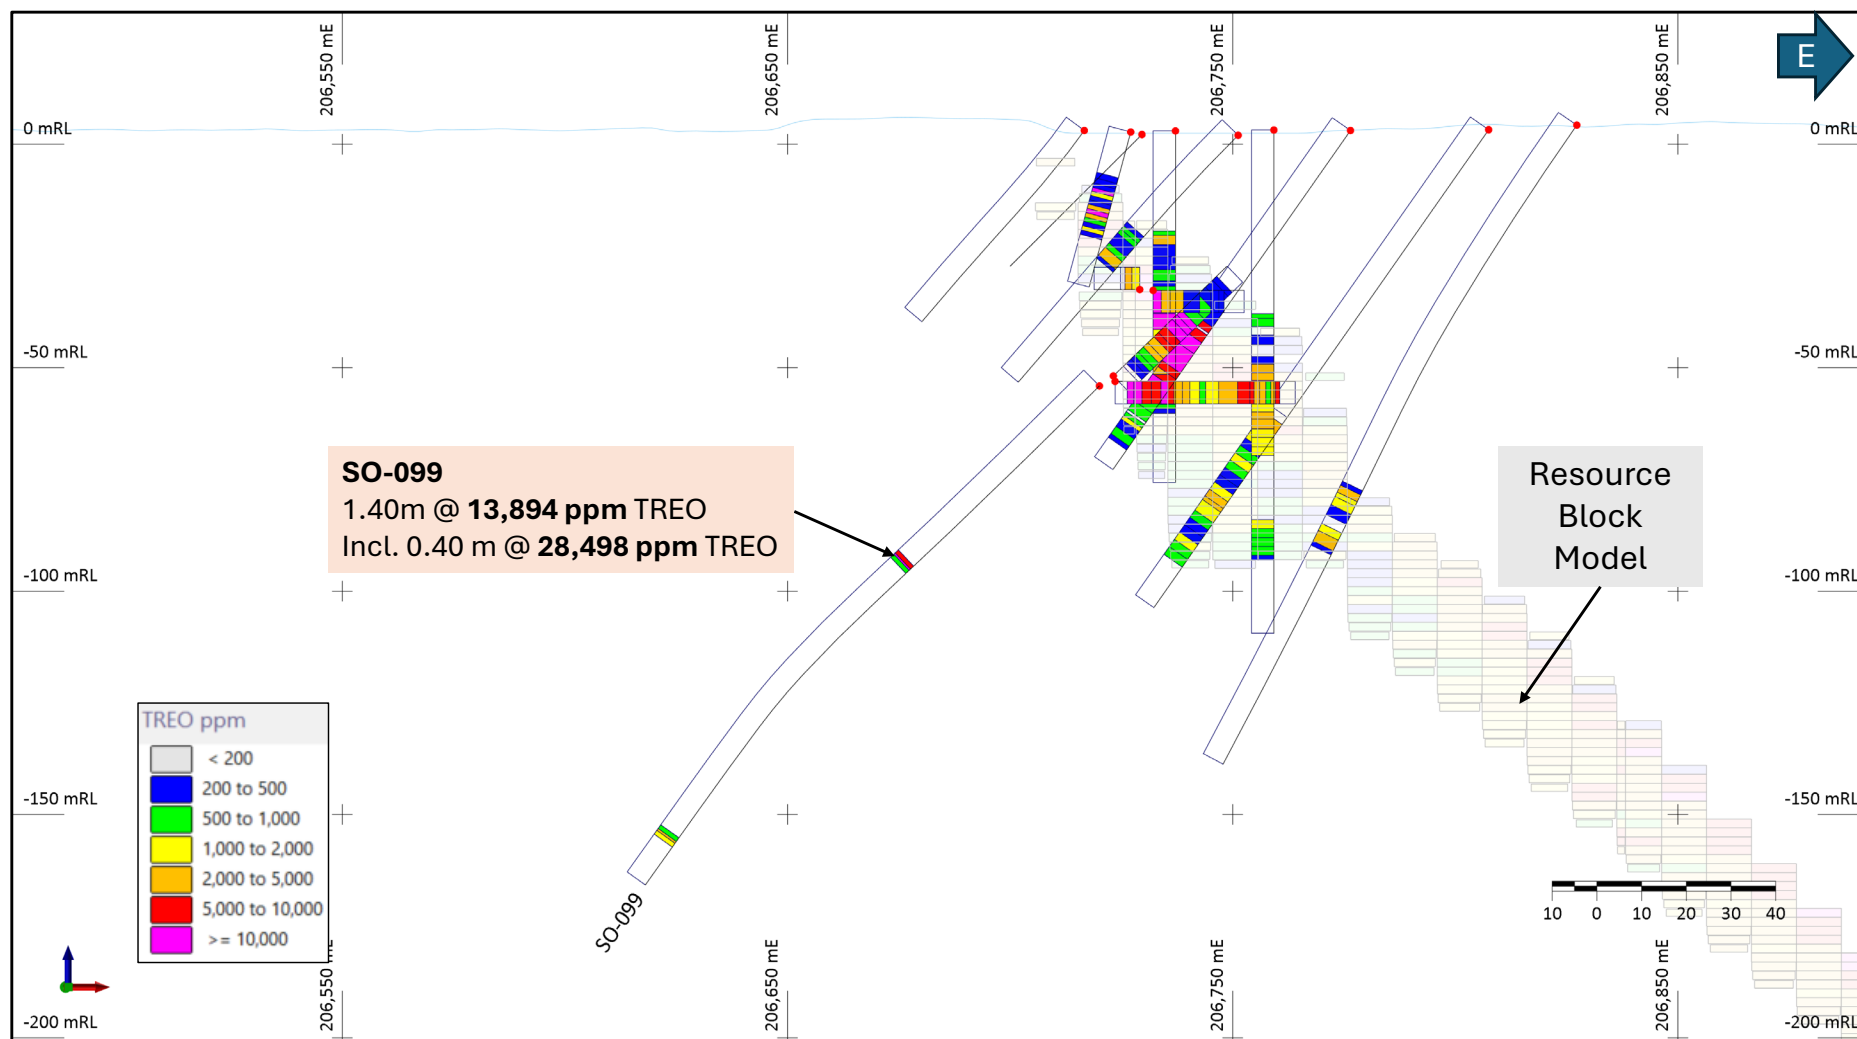 206,550 mE
206,650 mE
206,750 mE
206,850 mE
E
0 mRL
0 mRL
-50 mRL
-50 mRL
SO-099
1.40m @ 13,894 ppm TREO
Incl. 0.40 m @ 28,498 ppm TREO
Resource
Block
Model
-100 mRL
-100 mRL
TREO ppm
< 200
200 to 500
500 to 1,000
1,000 to 2,000
2,000 to 5,000
5,000 to 10,000
>= 10,000
-150 mRL
-150 mRL
SO-099
10 0 10 20 30 40
206,550 mE
206,650 mE
206,750 mE
206,850 mE
-200 mRL
-200 mRL